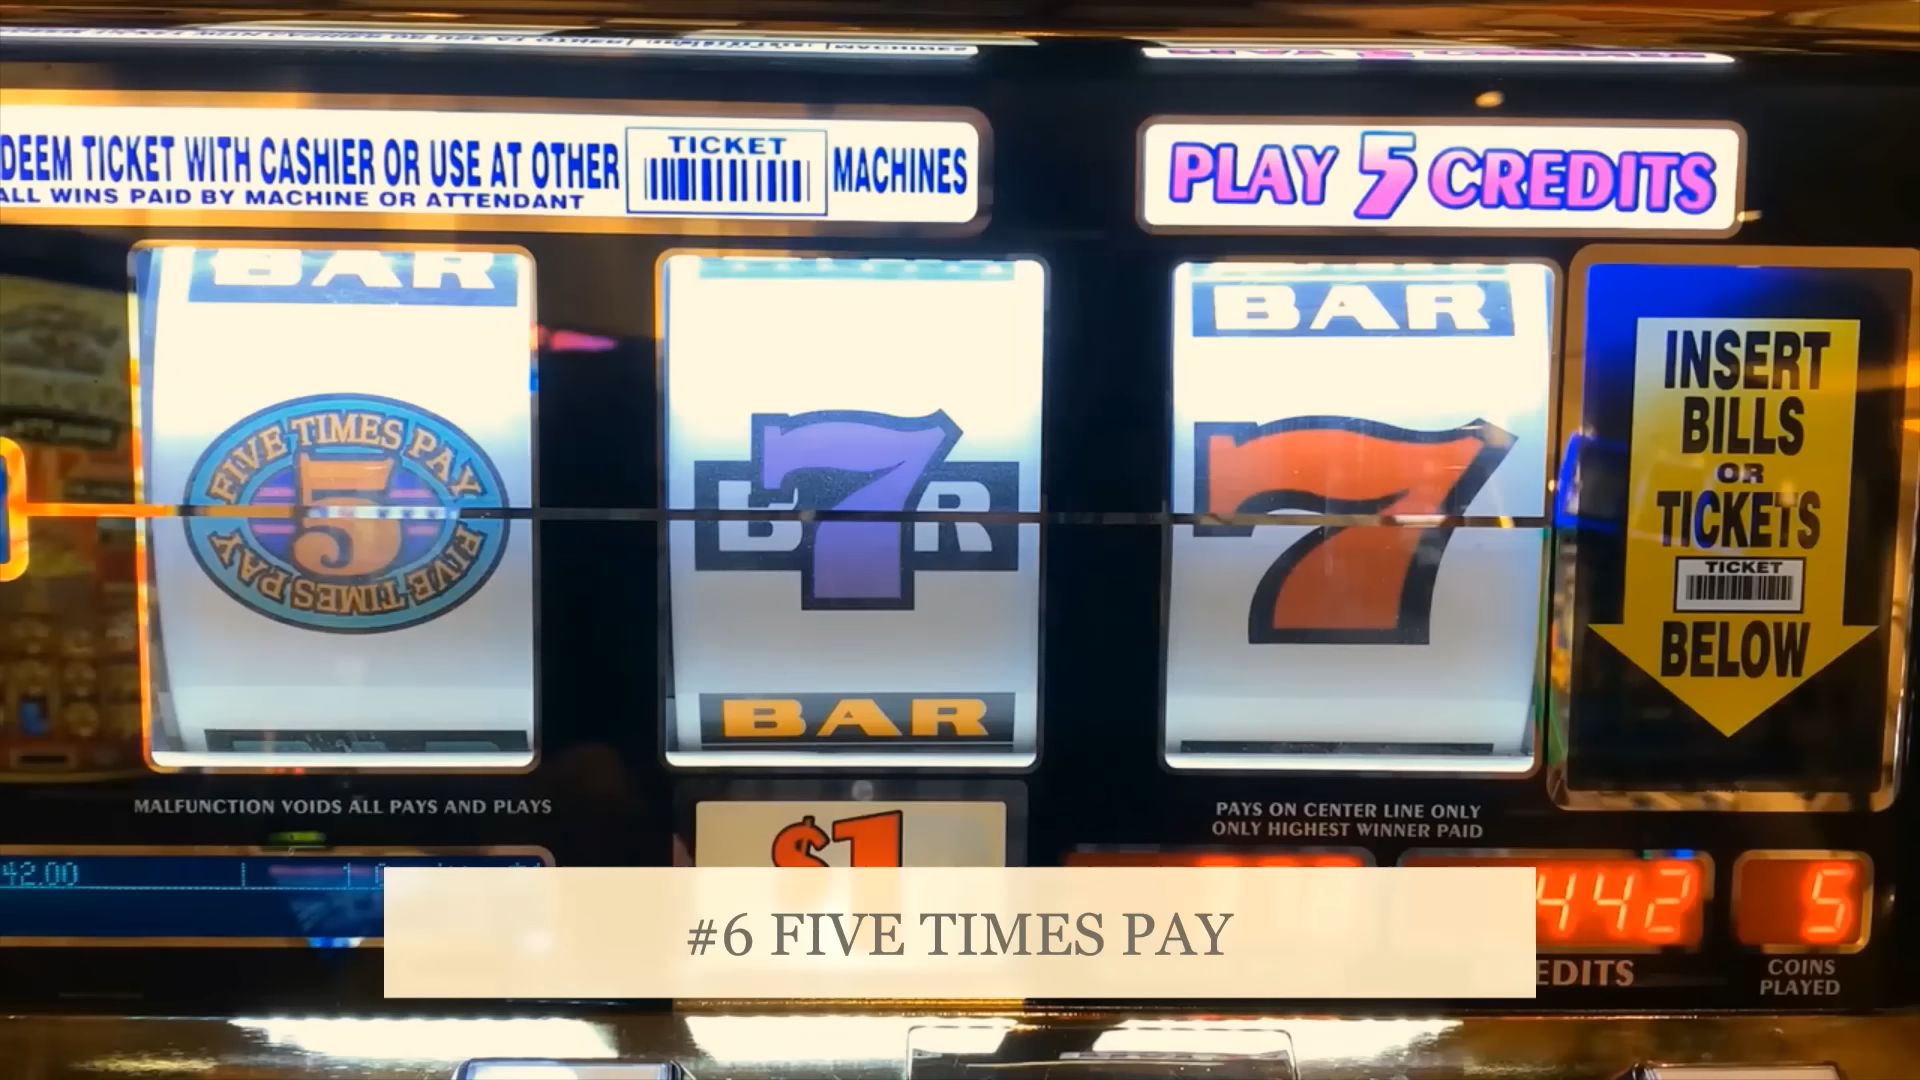 DEEM TICKET WITH CASHIER OR USE AT OTHER TICKET MACHINES
ALL WINS PAID BY MACHINE OR ATTENDANT
PLAY 5 CREDITS
BAR
BAR
FIVE TIMES PAY
5
FIVE TIMES PAY
7
B R
7
BAR
INSERT
BILLS
OR
TICKETS
TICKET
BELOW
MALFUNCTION VOIDS ALL PAYS AND PLAYS
PAYS ON CENTER LINE ONLY
ONLY HIGHEST WINNER PAID
$1
42.00
442
5
EDITS
COINS
PLAYED
#6 FIVE TIMES PAY